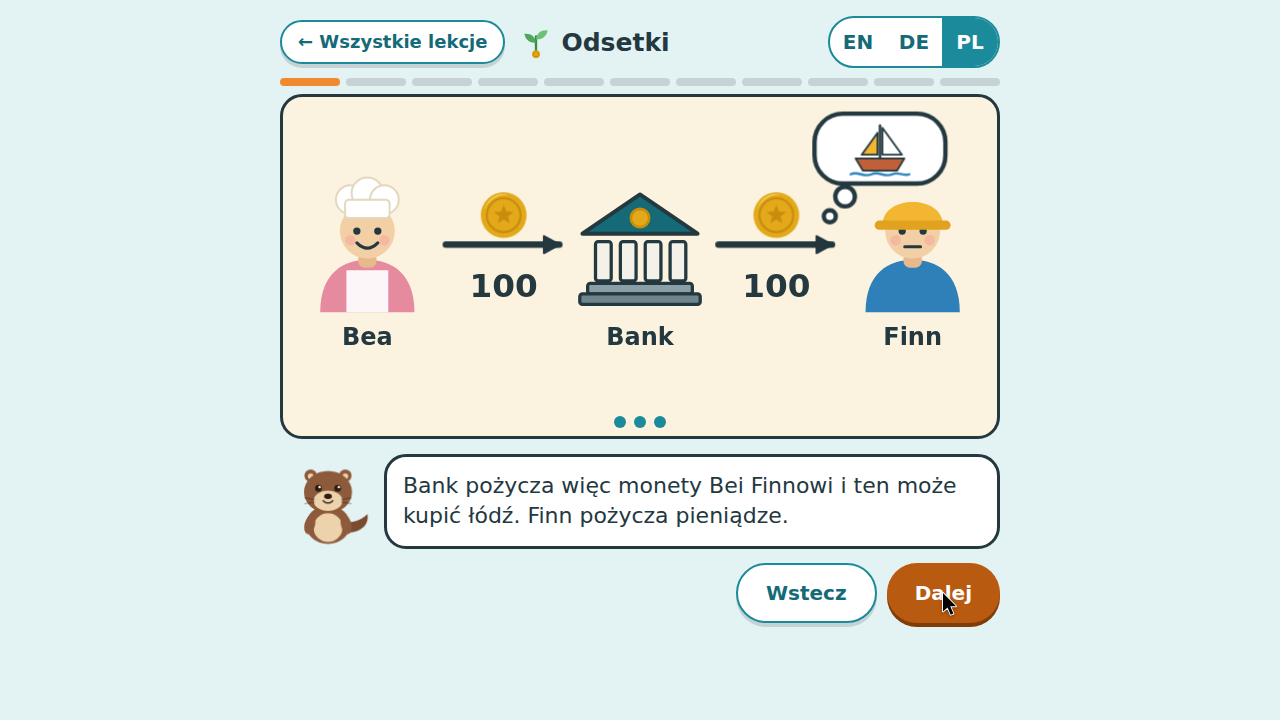 ← Wszystkie lekcje
Odsetki
EN DE PL
100
100
Bea
Bank
Finn
Bank pożycza więc monety Bei Finnowi i ten może
kupić łódź. Finn pożycza pieniądze.
Wstecz
Dalej